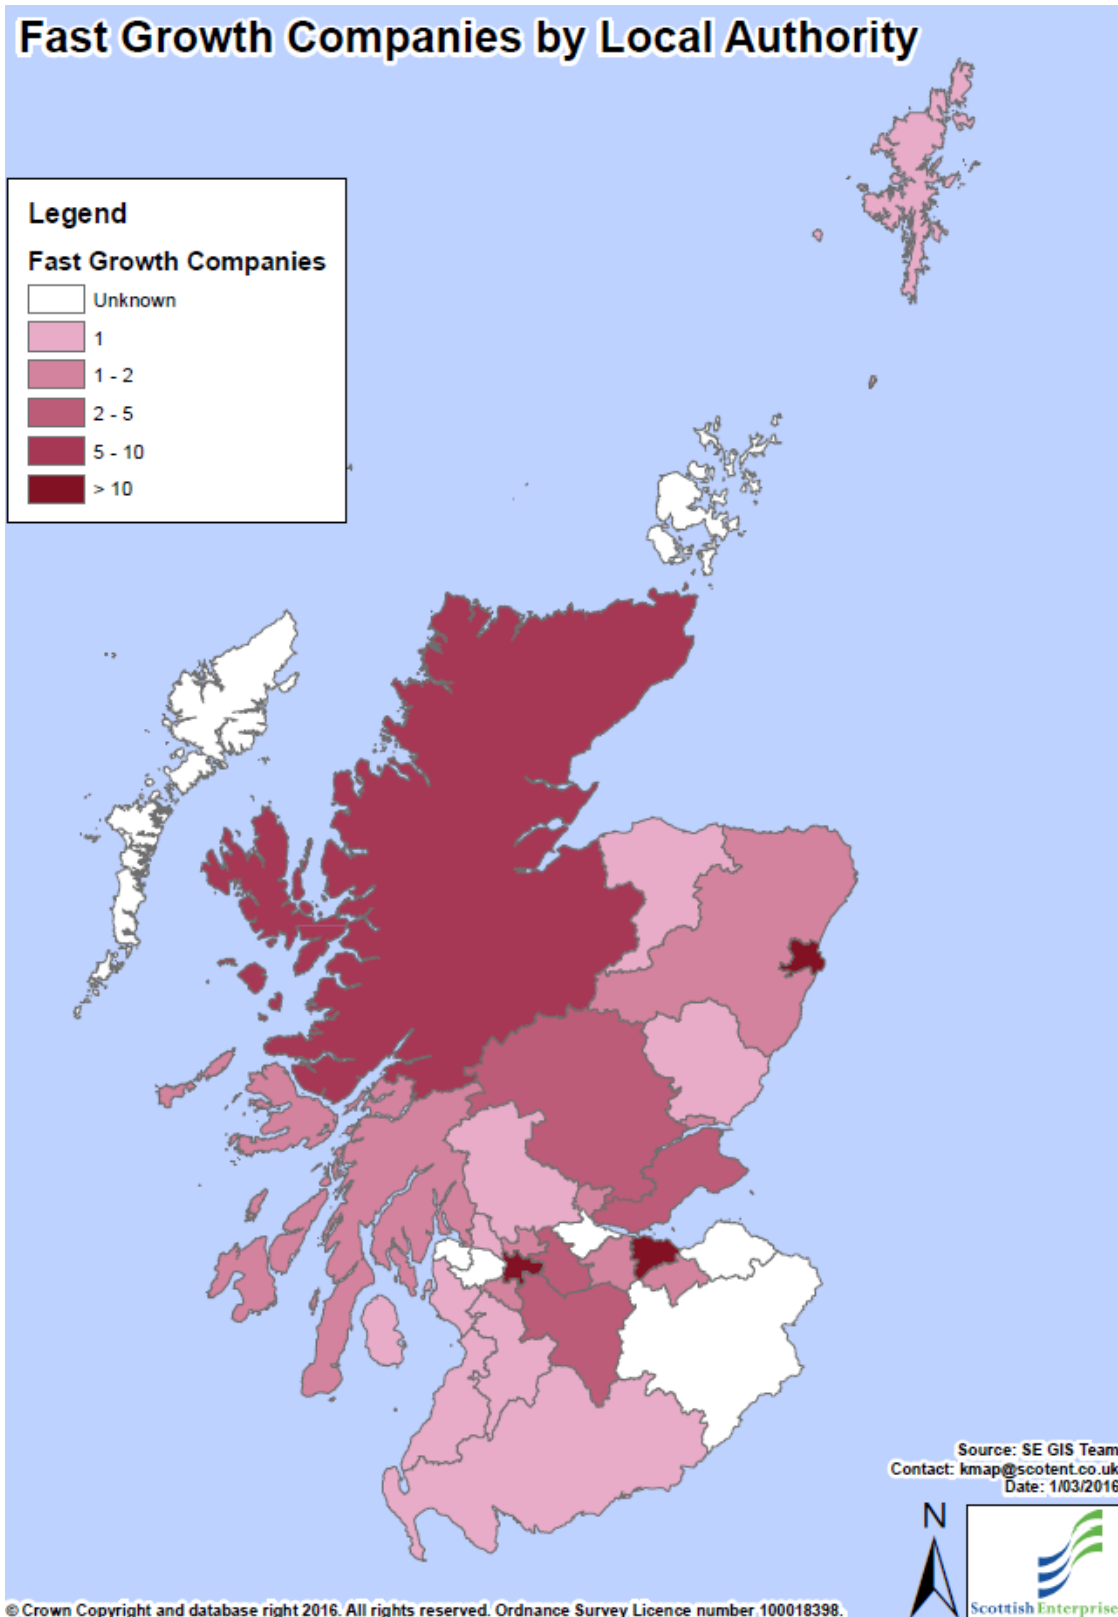 Fast Growth Companies by Local Authority
Legend
Fast Growth Companies
Unknown
1
1 - 2
2 - 5
5 - 10
> 10
Source: SE GIS Team
Contact: kmap@scotent.co.uk
Date: 1/03/2016
N
Scottish Enterprise
© Crown Copyright and database right 2016. All rights reserved. Ordnance Survey Licence number 100018398.